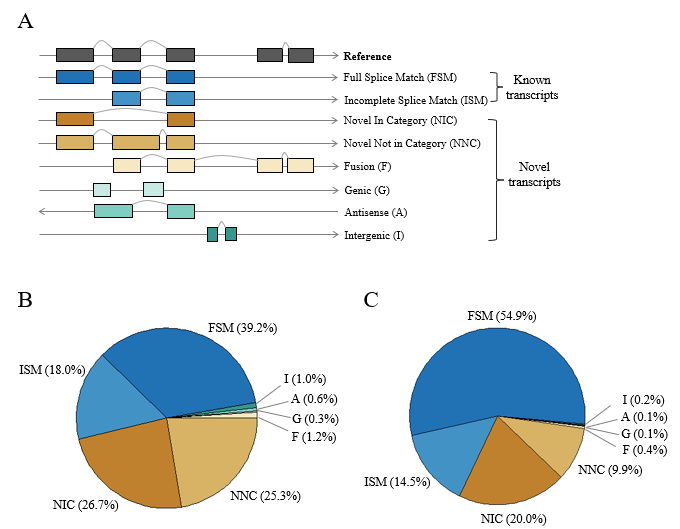 A
Reference
Full Splice Match (FSM)
Incomplete Splice Match (ISM)
Novel In Category (NIC)
Novel Not in Category (NNC)
Fusion (F)
Genic (G)
Antisense (A)
Intergenic (I)
Known
transcripts
Novel
transcripts
B
FSM (39.2%)
ISM (18.0%)
I (1.0%)
A (0.6%)
G (0.3%)
F (1.2%)
NNC (25.3%)
NIC (26.7%)
C
FSM (54.9%)
I (0.2%)
A (0.1%)
G (0.1%)
F (0.4%)
NNC (9.9%)
ISM (14.5%)
NIC (20.0%)